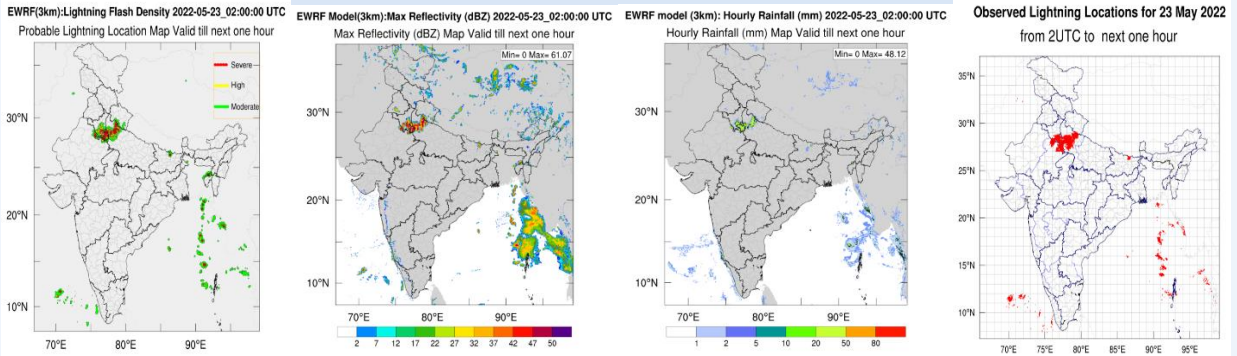 EWRF(3km):Lightning Flash Density 2022-05-23_02:00:00 UTC
Probable Lightning Location Map Valid till next one hour
Severe
High
Moderate
30°N
20°N
10°N
70°E
80°E
90°E
EWRF Model(3km):Max Reflectivity (dBZ) 2022-05-23_02:00:00 UTC
Max Reflectivity (dBZ) Map Valid till next one hour
Min= 0 Max= 61.07
30°N
20°N
10°N
70°E
80°E
90°E
2 7 12 17 22 27 32 37 42 47 50
EWRF model (3km): Hourly Rainfall (mm) 2022-05-23_02:00:00 UTC
Hourly Rainfall (mm) Map Valid till next one hour
Min= 0 Max= 48.12
30°N
20°N
10°N
70°E
80°E
90°E
1 2 5 10 20 50 80
Observed Lightning Locations for 23 May 2022
from 2UTC to next one hour
35°N
30°N
25°N
20°N
15°N
10°N
70°E
75°E
80°E
85°E
90°E
95°E